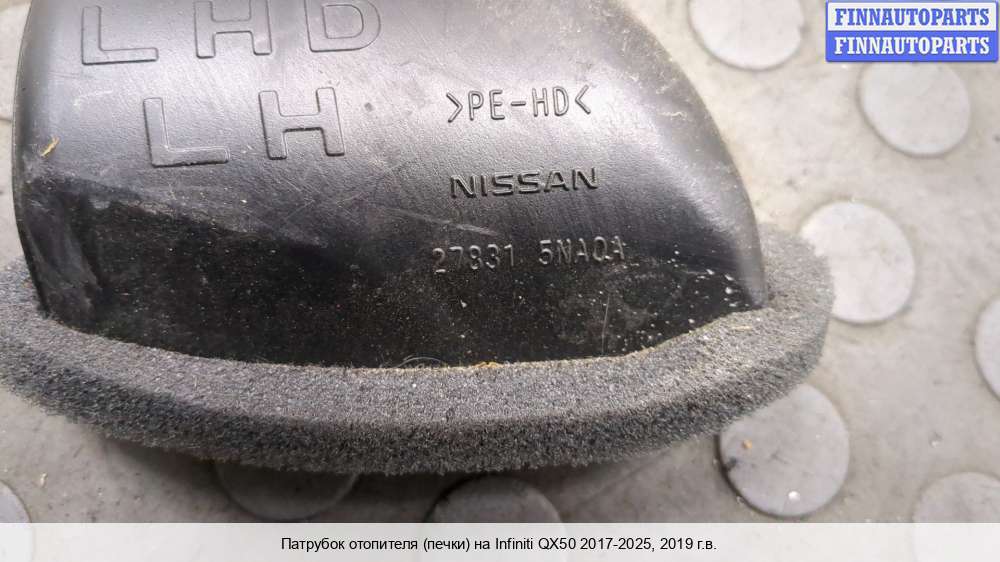 FINNAUTOPARTS
FINNAUTOPARTS
LHD
LH
>PE-HD<
NISSAN
27831 5NA0A
Патрубок отопителя (печки) на Infiniti QX50 2017-2025, 2019 г.в.